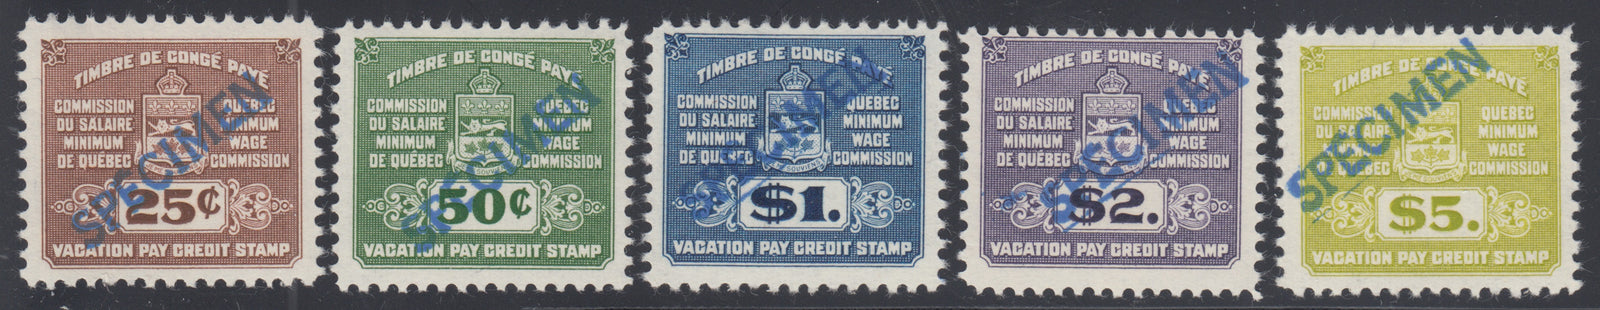 TIMBRE DE CONGÉ PAYÉ
COMMISSION DU SALAIRE MINIMUM DE QUÉBEC
QUEBEC MINIMUM WAGE COMMISSION
25¢
VACATION PAY CREDIT STAMP
SPECIMEN
TIMBRE DE CONGÉ PAYÉ
COMMISSION DU SALAIRE MINIMUM DE QUÉBEC
QUEBEC MINIMUM WAGE COMMISSION
50¢
VACATION PAY CREDIT STAMP
SPECIMEN
TIMBRE DE CONGÉ PAYÉ
COMMISSION DU SALAIRE MINIMUM DE QUÉBEC
QUEBEC MINIMUM WAGE COMMISSION
$1.
VACATION PAY CREDIT STAMP
SPECIMEN
TIMBRE DE CONGÉ PAYÉ
COMMISSION DU SALAIRE MINIMUM DE QUÉBEC
QUEBEC MINIMUM WAGE COMMISSION
$2.
VACATION PAY CREDIT STAMP
SPECIMEN
TIMBRE DE CONGÉ PAYÉ
COMMISSION DU SALAIRE MINIMUM DE QUÉBEC
QUEBEC MINIMUM WAGE COMMISSION
$5.
VACATION PAY CREDIT STAMP
SPECIMEN